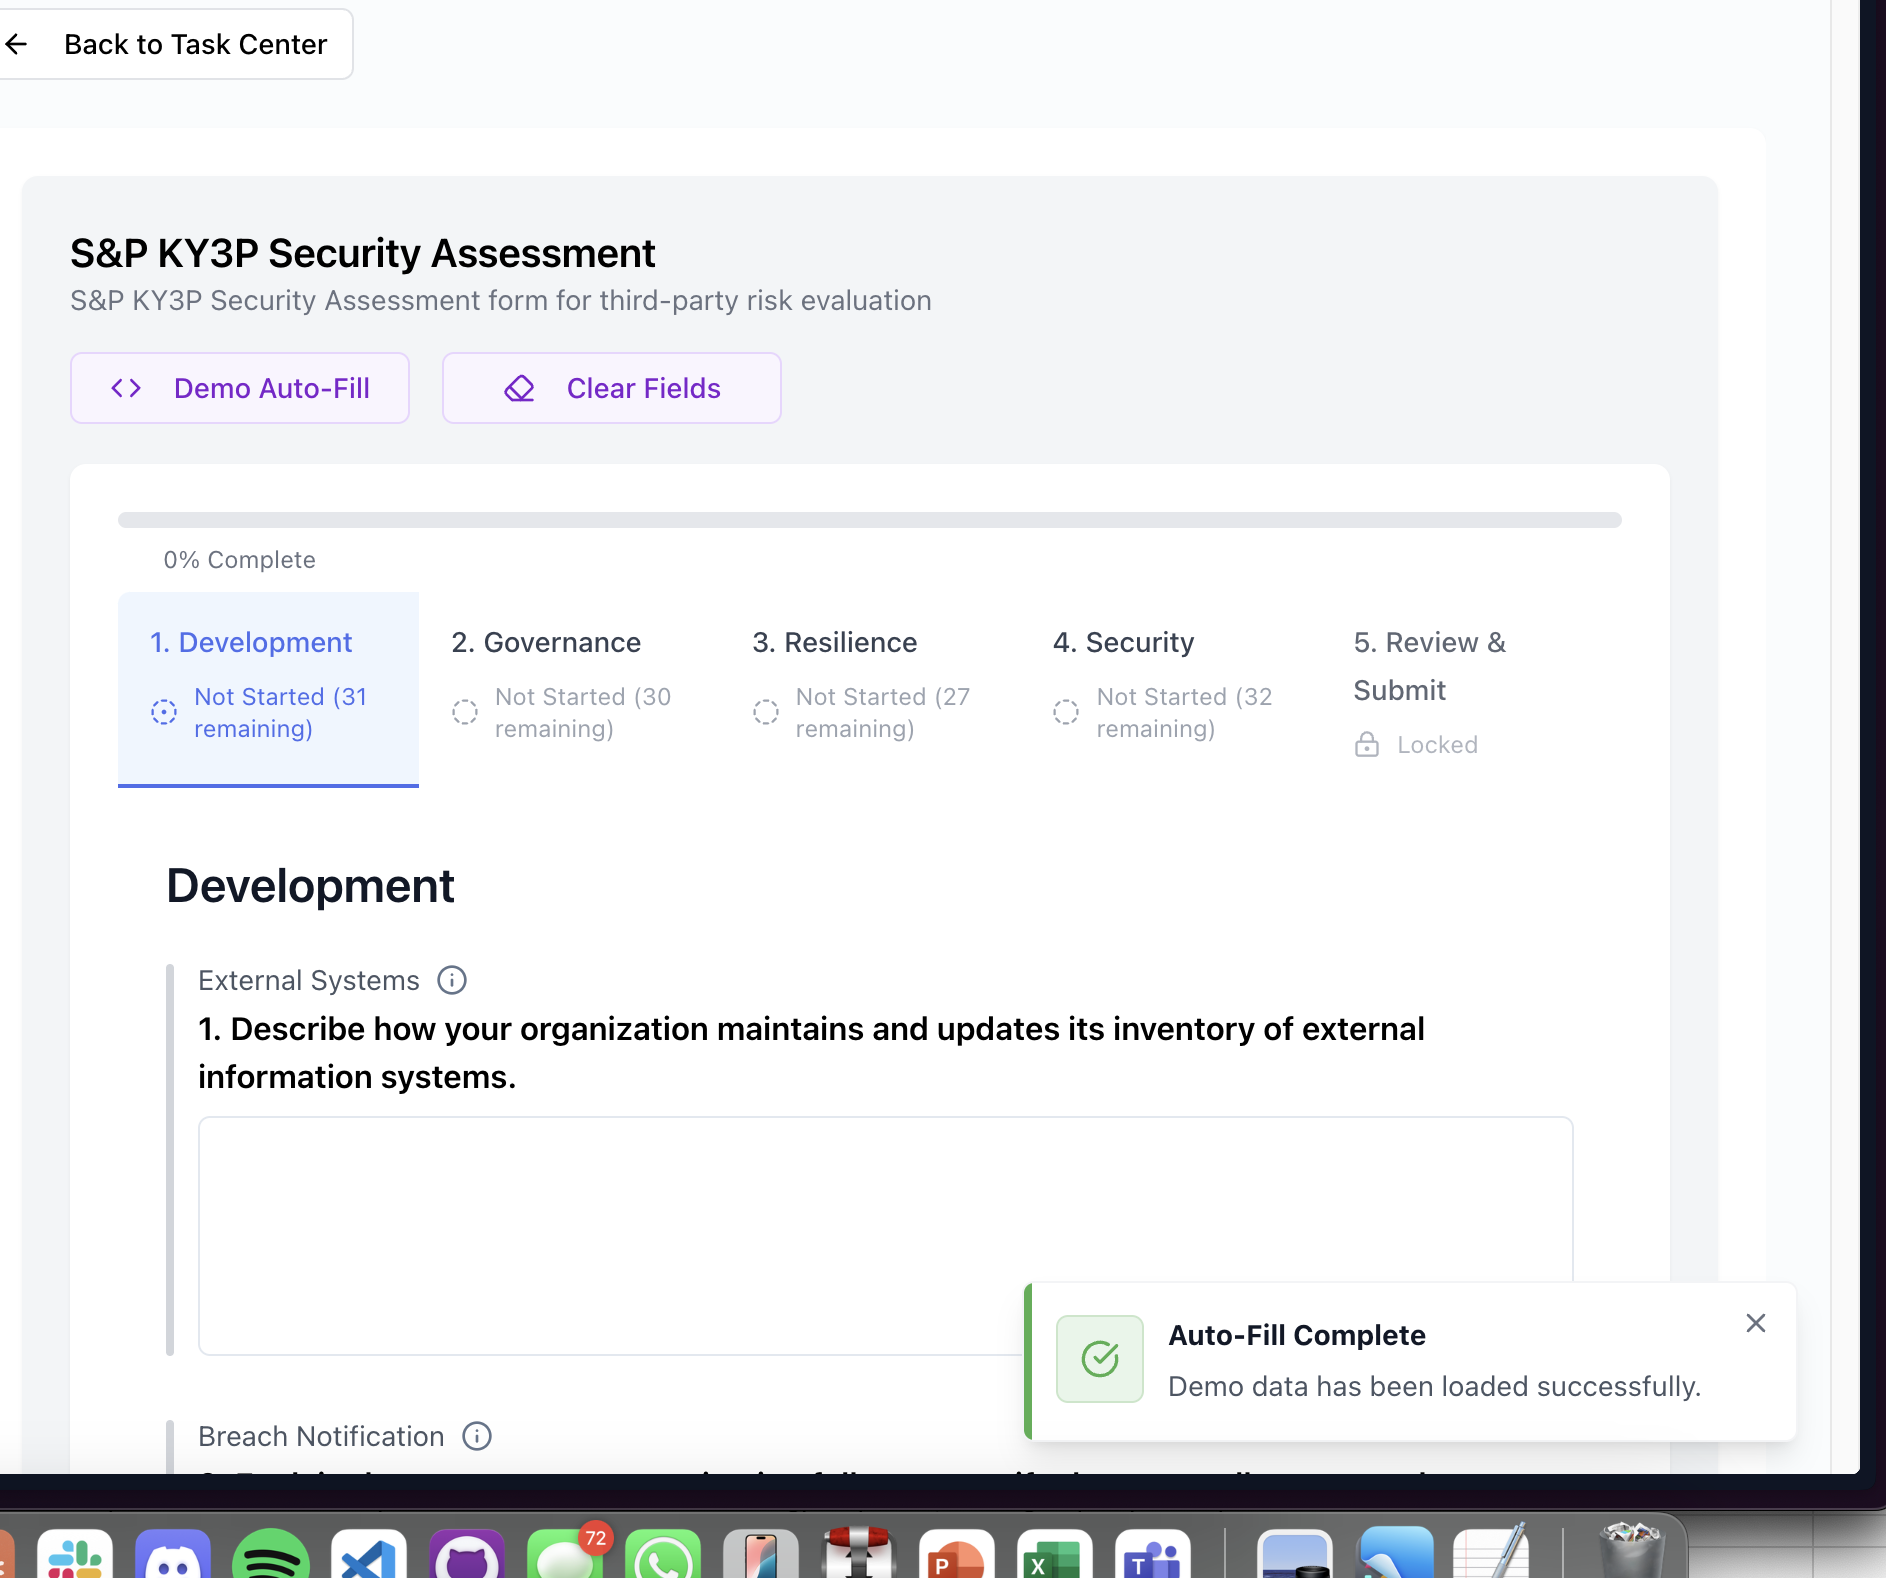 Back to Task Center
S&P KY3P Security Assessment
S&P KY3P Security Assessment form for third-party risk evaluation
Demo Auto-Fill
Clear Fields
0% Complete
1. Development
Not Started (31
remaining)
2. Governance
Not Started (30
remaining)
3. Resilience
Not Started (27
remaining)
4. Security
Not Started (32
remaining)
5. Review &
Submit
Locked
Development
External Systems
1. Describe how your organization maintains and updates its inventory of external
information systems.
Auto-Fill Complete
Demo data has been loaded successfully.
Breach Notification
72
P
X
T